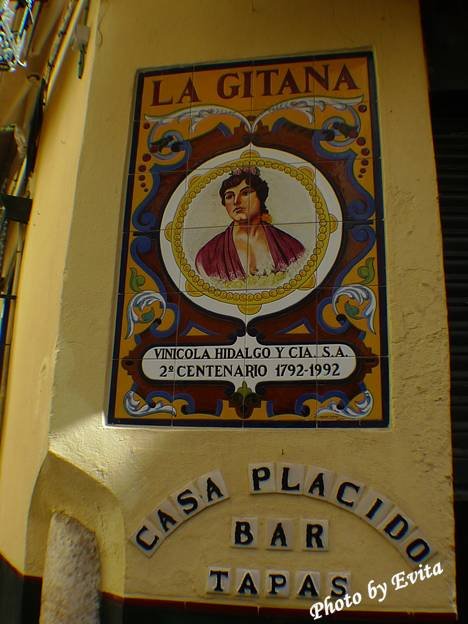 LA GITANA
VINICOLA HIDALGO Y CIA. S.A.
2º CENTENARIO 1792-1992
CASA PLACIDO
BAR
TAPAS
Photo by Evita